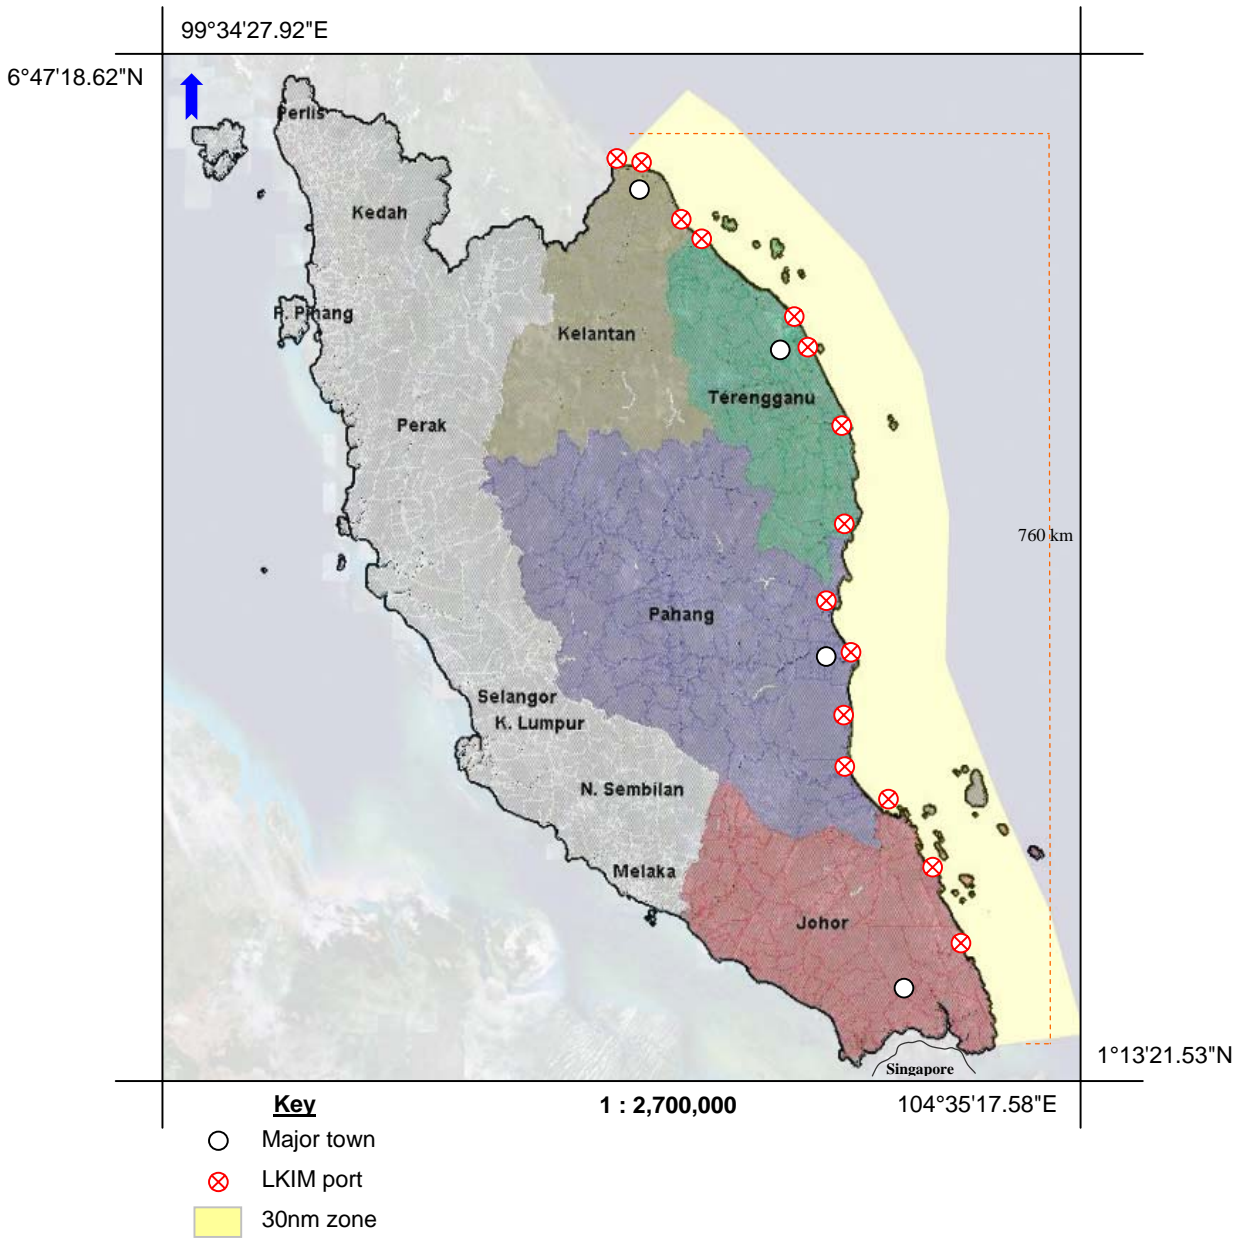 99°34'27.92"E
6°47'18.62"N
Perlis
Kedah
P. Pinang
Kelantan
Terengganu
Perak
760 km
Pahang
Selangor
K. Lumpur
N. Sembilan
Melaka
Johor
1°13'21.53"N
Singapore
Key
1 : 2,700,000
104°35'17.58"E
Major town
LKIM port
30nm zone